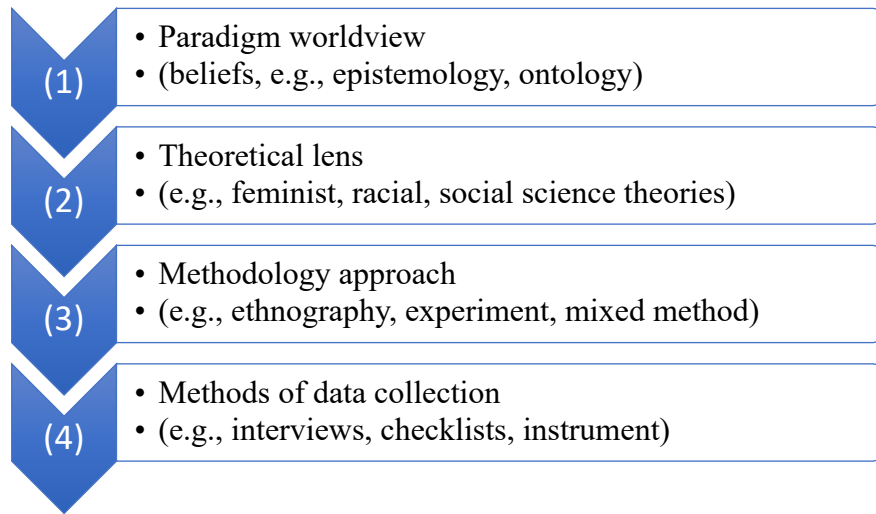 (1)
• Paradigm worldview
• (beliefs, e.g., epistemology, ontology)
(2)
• Theoretical lens
• (e.g., feminist, racial, social science theories)
(3)
• Methodology approach
• (e.g., ethnography, experiment, mixed method)
(4)
• Methods of data collection
• (e.g., interviews, checklists, instrument)